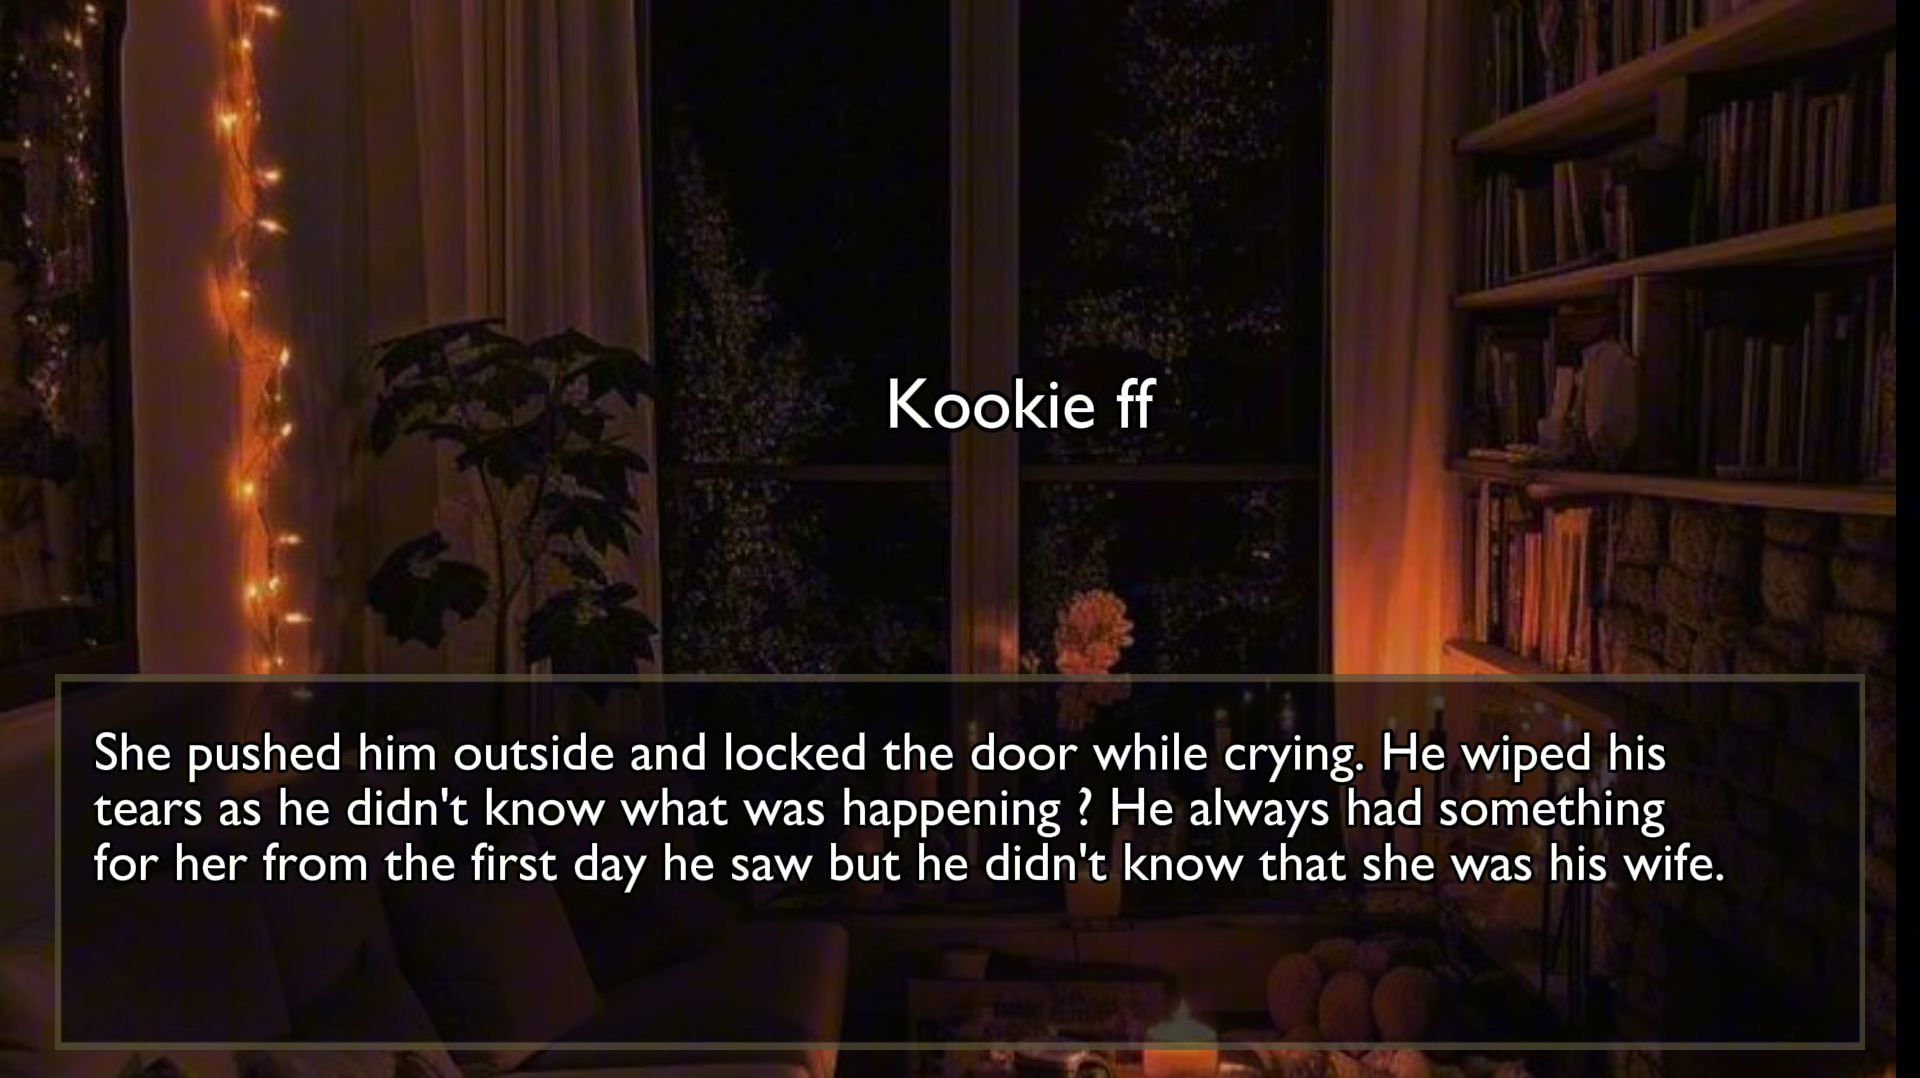 Kookie ff
She pushed him outside and locked the door while crying. He wiped his
tears as he didn't know what was happening ? He always had something
for her from the first day he saw but he didn't know that she was his wife.